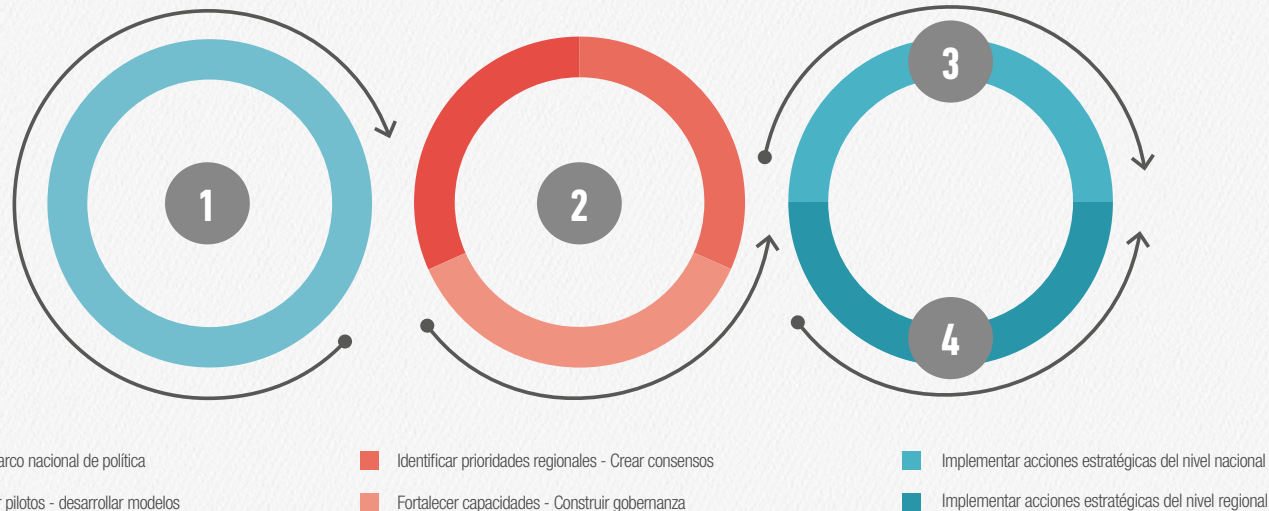 1
2
3
4
arco nacional de política
Identificar prioridades regionales - Crear consensos
Implementar acciones estratégicas del nivel nacional
r pilotos - desarrollar modelos
Fortalecer capacidades - Construir gobernanza
Implementar acciones estratégicas del nivel regional